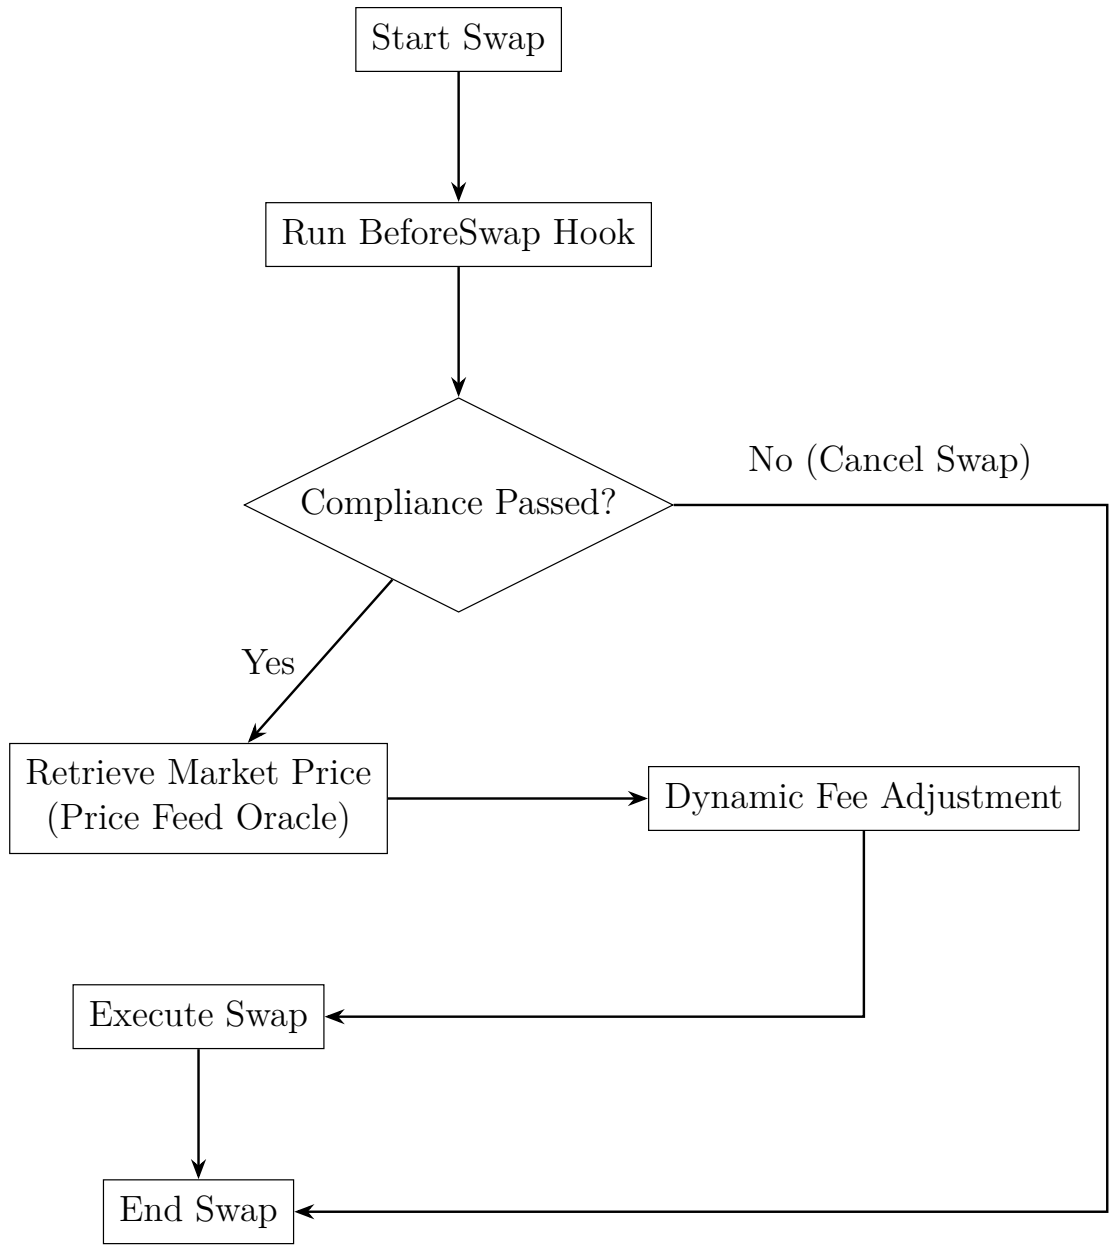 Start Swap
Run BeforeSwap Hook
No (Cancel Swap)
Compliance Passed?
Yes
Retrieve Market Price
(Price Feed Oracle)
Dynamic Fee Adjustment
Execute Swap
End Swap